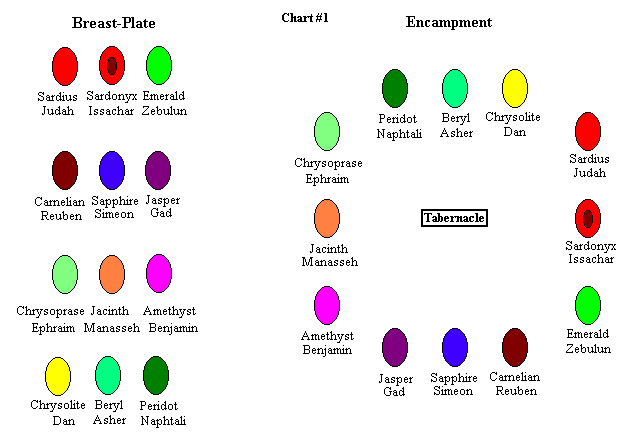 Chart #1
Breast-Plate
Sardius Sardonyx Emerald
Judah Issachar Zebulun
Carnelian Sapphire Jasper
Reuben Simeon Gad
Chrysoprase Jacinth Amethyst
Ephraim Manasseh Benjamin
Chrysolite Beryl Peridot
Dan Asher Naphtali
Encampment
Peridot Beryl Chrysolite
Naphtali Asher Dan
Chrysoprase
Ephraim
Sardius
Judah
Jacinth
Manasseh
Tabernacle
Sardonyx
Issachar
Amethyst
Benjamin
Emerald
Zebulun
Jasper Sapphire Carnelian
Gad Simeon Reuben